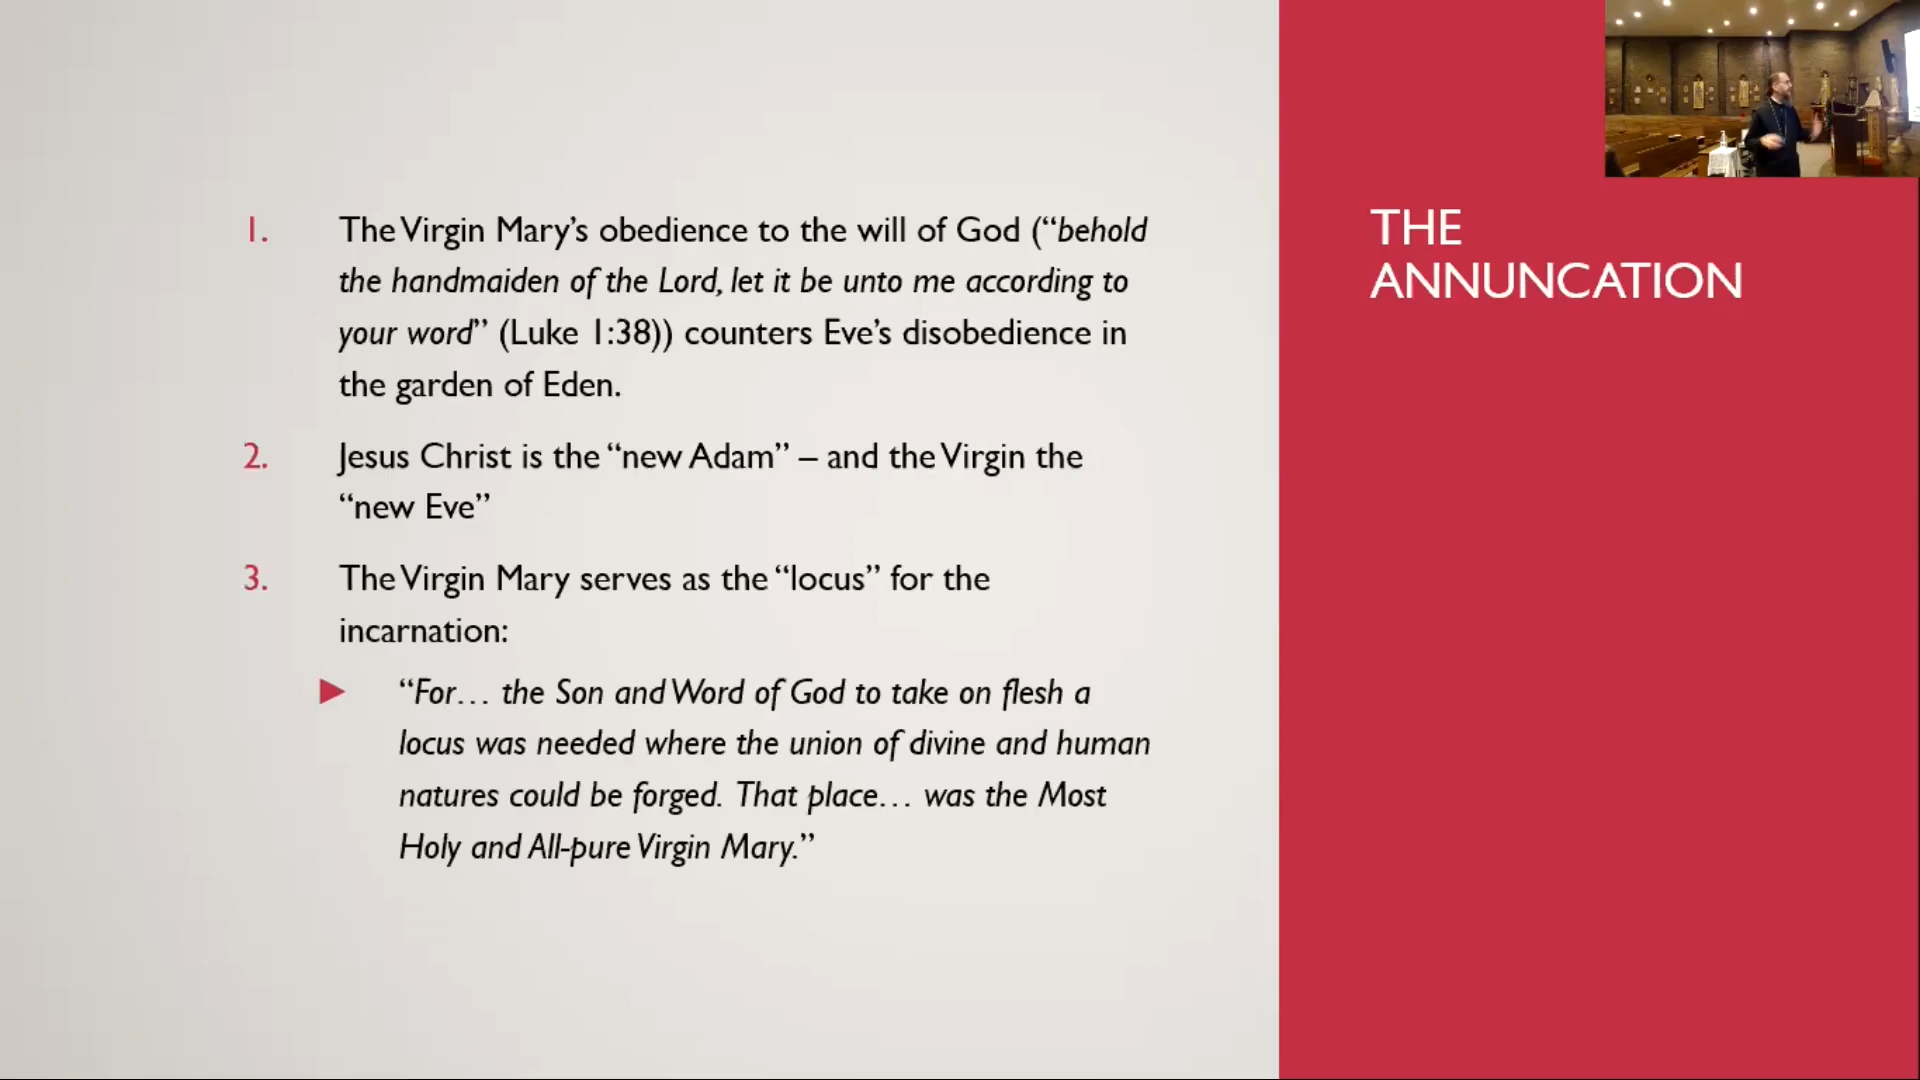 1. The Virgin Mary’s obedience to the will of God (“behold
the handmaiden of the Lord, let it be unto me according to
your word” (Luke 1:38)) counters Eve’s disobedience in
the garden of Eden.
2. Jesus Christ is the “new Adam” – and the Virgin the
“new Eve”
3. The Virgin Mary serves as the “locus” for the
incarnation:
► “For… the Son and Word of God to take on flesh a
locus was needed where the union of divine and human
natures could be forged. That place… was the Most
Holy and All-pure Virgin Mary.”
THE
ANNUNCATION